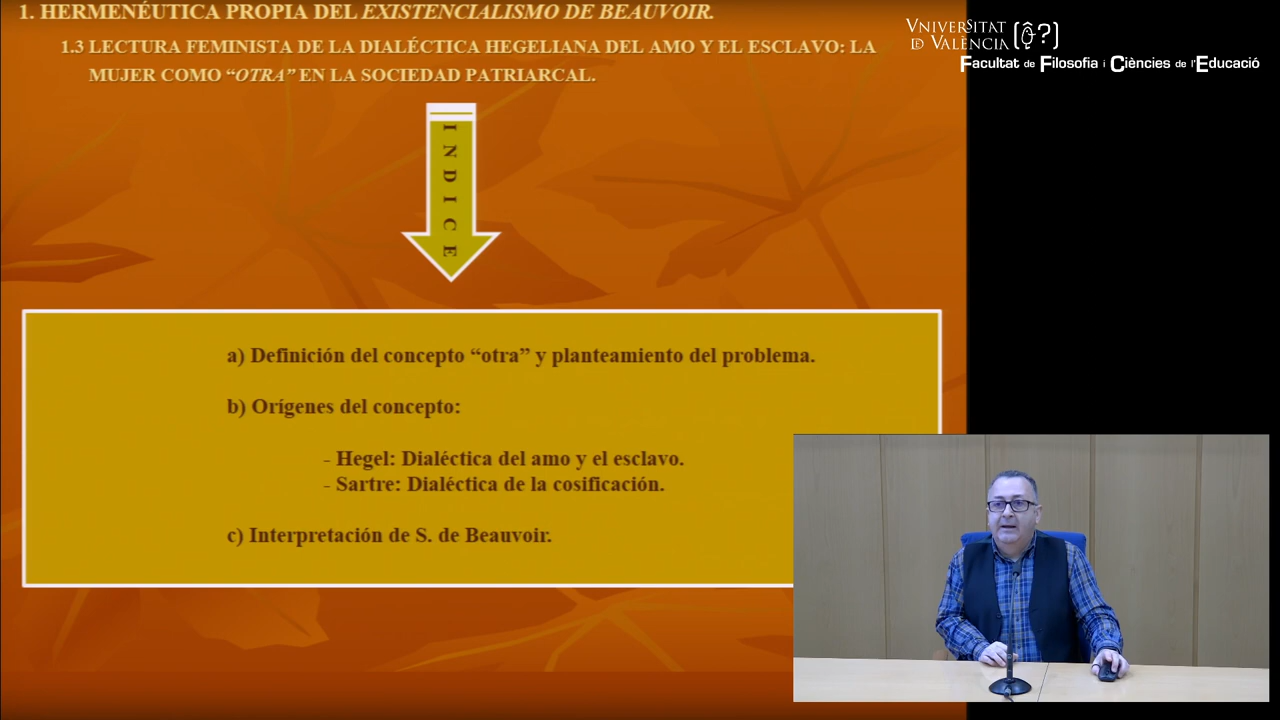 1. HERMENÉUTICA PROPIA DEL EXISTENCIALISMO DE BEAUVOIR.
1.3 LECTURA FEMINISTA DE LA DIALÉCTICA HEGELIANA DEL AMO Y EL ESCLAVO: LA
MUJER COMO “OTRA” EN LA SOCIEDAD PATRIARCAL.
VNIVERSITAT
DE VALÈNCIA
Facultat de Filosofia i Ciències de l'Educació
INDICE
a) Definición del concepto “otra” y planteamiento del problema.
b) Orígenes del concepto:
- Hegel: Dialéctica del amo y el esclavo.
- Sartre: Dialéctica de la cosificación.
c) Interpretación de S. de Beauvoir.